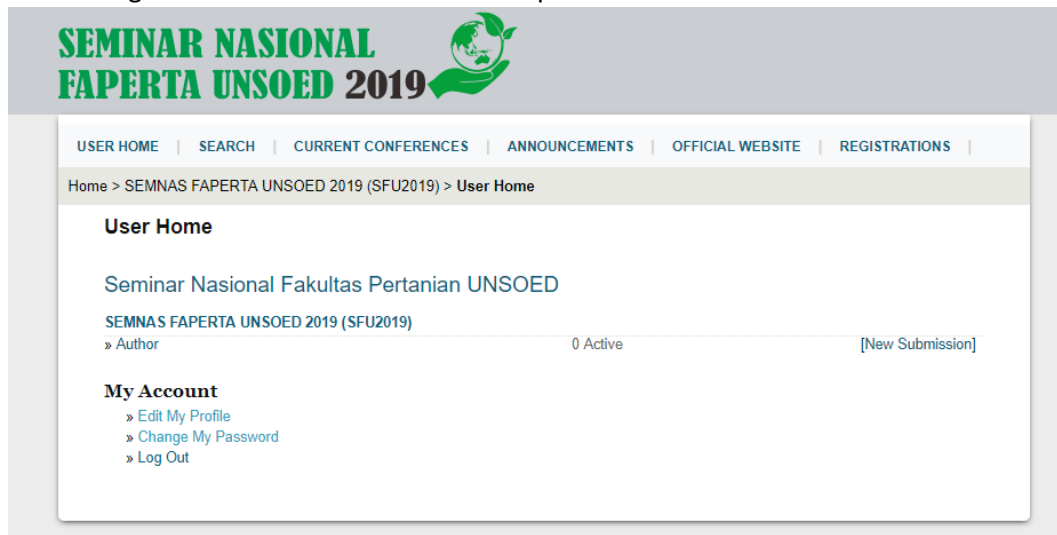 SEMINAR NASIONAL
FAPERTA UNSOED 2019
USER HOME | SEARCH | CURRENT CONFERENCES | ANNOUNCEMENTS | OFFICIAL WEBSITE | REGISTRATIONS |
Home > SEMNAS FAPERTA UNSOED 2019 (SFU2019) > User Home
User Home
Seminar Nasional Fakultas Pertanian UNSOED
SEMNAS FAPERTA UNSOED 2019 (SFU2019)
» Author 0 Active [New Submission]
My Account
» Edit My Profile
» Change My Password
» Log Out